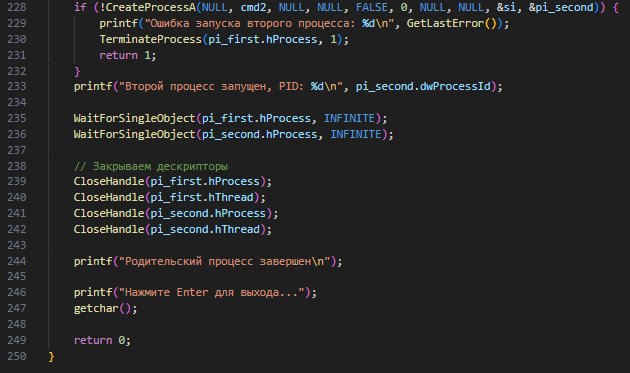 228 if (!CreateProcessA(NULL, cmd2, NULL, NULL, FALSE, 0, NULL, NULL, &si, &pi_second)) {
229 printf("Ошибка запуска второго процесса: %d\n", GetLastError());
230 TerminateProcess(pi_first.hProcess, 1);
231 return 1;
232 }
233 printf("Второй процесс запущен, PID: %d\n", pi_second.dwProcessId);
234
235 WaitForSingleObject(pi_first.hProcess, INFINITE);
236 WaitForSingleObject(pi_second.hProcess, INFINITE);
237
238 // Закрываем дескрипторы
239 CloseHandle(pi_first.hProcess);
240 CloseHandle(pi_first.hThread);
241 CloseHandle(pi_second.hProcess);
242 CloseHandle(pi_second.hThread);
243
244 printf("Родительский процесс завершен\n");
245
246 printf("Нажмите Enter для выхода...");
247 getchar();
248
249 return 0;
250 }